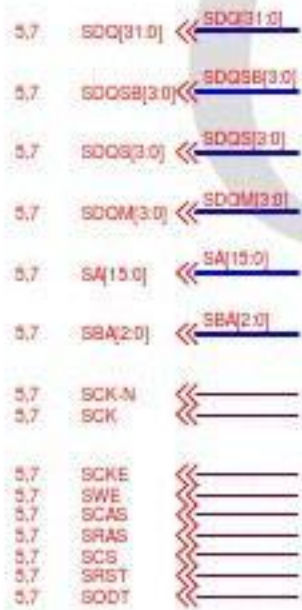 5,7 SDQ[31:0] SDQ[31:0]
5,7 SDQSB[3:0] SDQSB[3:0]
5,7 SDQS[3:0] SDQS[3:0]
5,7 SDQM[3:0] SDQM[3:0]
5,7 SA[15:0] SA[15:0]
5,7 SBA[2:0] SBA[2:0]
5,7 SCK-N
5,7 SCK
5,7 SCKE
5,7 SWE
5,7 SCAS
5,7 SRAS
5,7 SCS
5,7 SRST
5,7 SODT